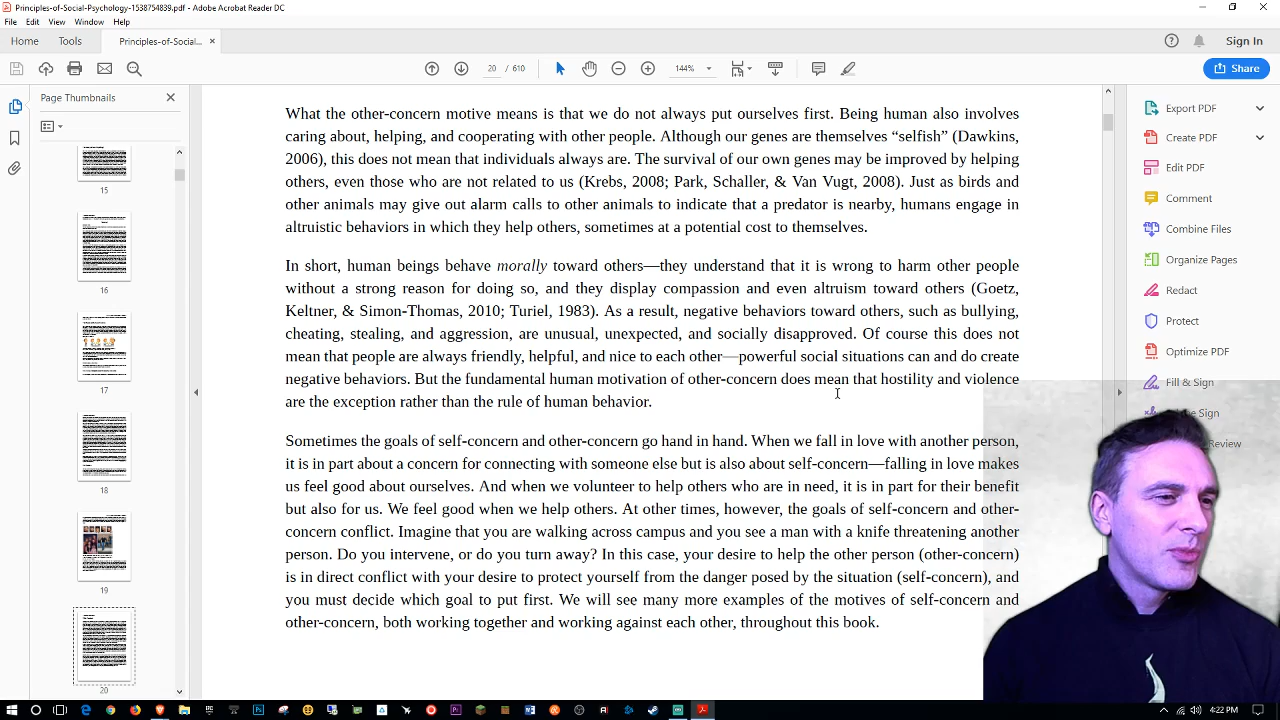 Principles-of-Social-Psychology-1538754839.pdf - Adobe Acrobat Reader DC
File Edit View Window Help
Home Tools Principles-of-Social... Sign In
20 / 610 144% Share
Page Thumbnails
15
16
17
18
19
20
What the other-concern motive means is that we do not always put ourselves first. Being human also involves
caring about, helping, and cooperating with other people. Although our genes are themselves “selfish” (Dawkins,
2006), this does not mean that individuals always are. The survival of our own genes may be improved by helping
others, even those who are not related to us (Krebs, 2008; Park, Schaller, & Van Vugt, 2008). Just as birds and
other animals may give out alarm calls to other animals to indicate that a predator is nearby, humans engage in
altruistic behaviors in which they help others, sometimes at a potential cost to themselves.
In short, human beings behave morally toward others—they understand that it is wrong to harm other people
without a strong reason for doing so, and they display compassion and even altruism toward others (Goetz,
Keltner, & Simon-Thomas, 2010; Turiel, 1983). As a result, negative behaviors toward others, such as bullying,
cheating, stealing, and aggression, are unusual, unexpected, and socially disapproved. Of course this does not
mean that people are always friendly, helpful, and nice to each other—powerful social situations can and do create
negative behaviors. But the fundamental human motivation of other-concern does mean that hostility and violence
are the exception rather than the rule of human behavior.
Sometimes the goals of self-concern and other-concern go hand in hand. When we fall in love with another person,
it is in part about a concern for connecting with someone else but is also about self-concern—falling in love makes
us feel good about ourselves. And when we volunteer to help others who are in need, it is in part for their benefit
but also for us. We feel good when we help others. At other times, however, the goals of self-concern and other-
concern conflict. Imagine that you are walking across campus and you see a man with a knife threatening another
person. Do you intervene, or do you turn away? In this case, your desire to help the other person (other-concern)
is in direct conflict with your desire to protect yourself from the danger posed by the situation (self-concern), and
you must decide which goal to put first. We will see many more examples of the motives of self-concern and
other-concern, both working together and working against each other, throughout this book.
Export PDF
Create PDF
Edit PDF
Comment
Combine Files
Organize Pages
Redact
Protect
Optimize PDF
Fill & Sign
Sign
Review
4:22 PM